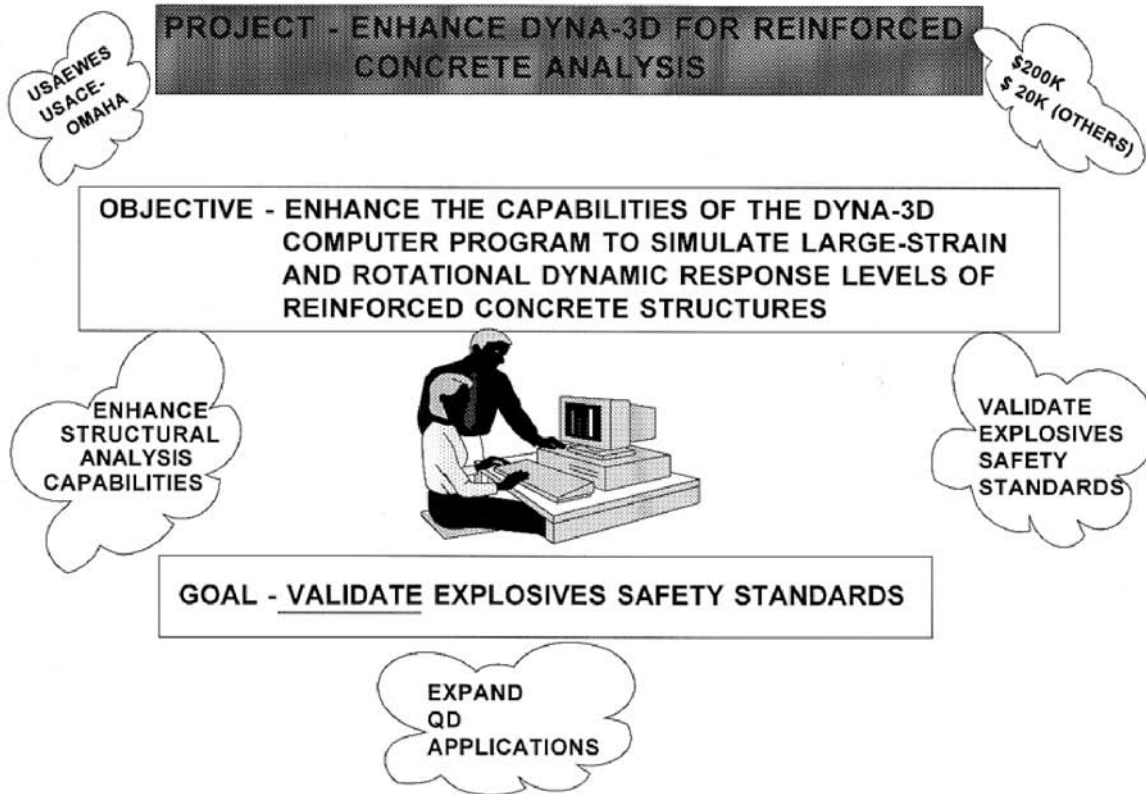 PROJECT - ENHANCE DYNA-3D FOR REINFORCED
CONCRETE ANALYSIS
USAEWES
USACE-
OMAHA
$200K
$ 20K (OTHERS)
OBJECTIVE - ENHANCE THE CAPABILITIES OF THE DYNA-3D
COMPUTER PROGRAM TO SIMULATE LARGE-STRAIN
AND ROTATIONAL DYNAMIC RESPONSE LEVELS OF
REINFORCED CONCRETE STRUCTURES
ENHANCE
STRUCTURAL
ANALYSIS
CAPABILITIES
VALIDATE
EXPLOSIVES
SAFETY
STANDARDS
GOAL - VALIDATE EXPLOSIVES SAFETY STANDARDS
EXPAND
QD
APPLICATIONS